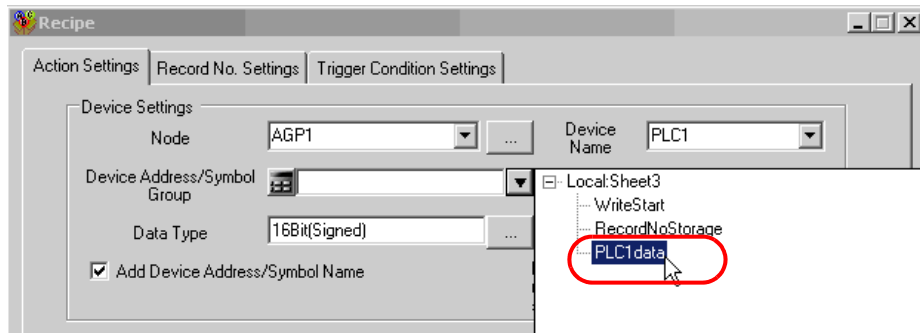 Recipe
Action Settings Record No. Settings Trigger Condition Settings
Device Settings
Node AGP1 ... Device Name PLC1
Device Address/Symbol Group
Local:Sheet3
WriteStart
RecordNoStorage
PLC1data
Data Type 16Bit(Signed) ...
Add Device Address/Symbol Name